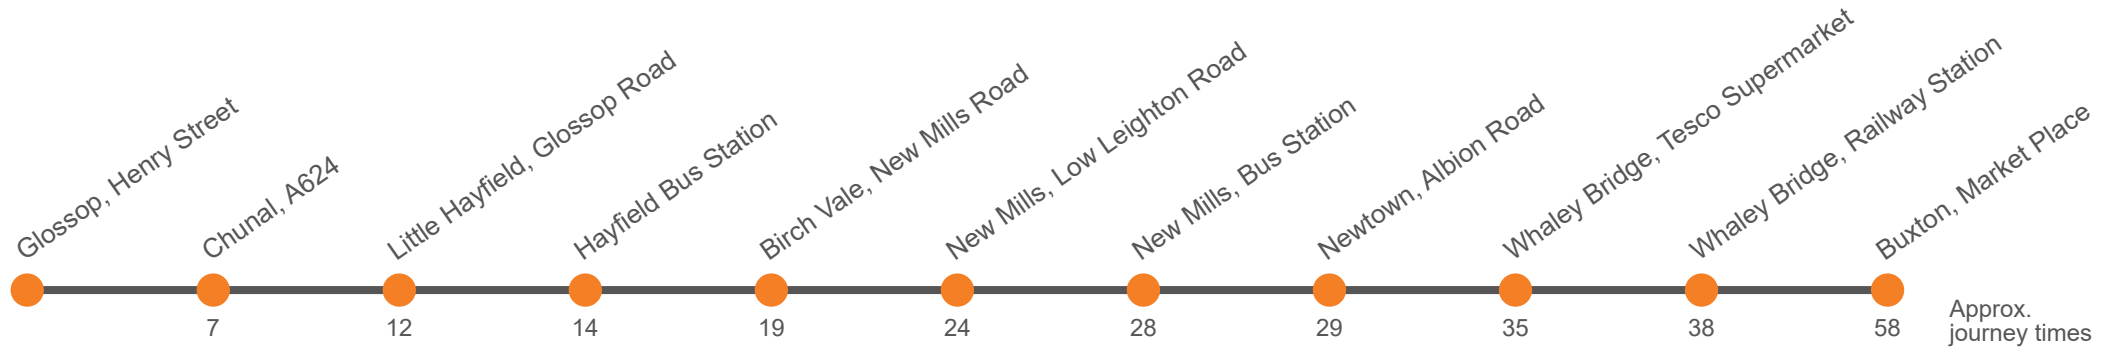 Glossop, Henry Street
Chunal, A624
Little Hayfield, Glossop Road
Hayfield Bus Station
Birch Vale, New Mills Road
New Mills, Low Leighton Road
New Mills, Bus Station
Newtown, Albion Road
Whaley Bridge, Tesco Supermarket
Whaley Bridge, Railway Station
Buxton, Market Place
7 12 14 19 24 28 29 35 38 58
Approx.
journey times